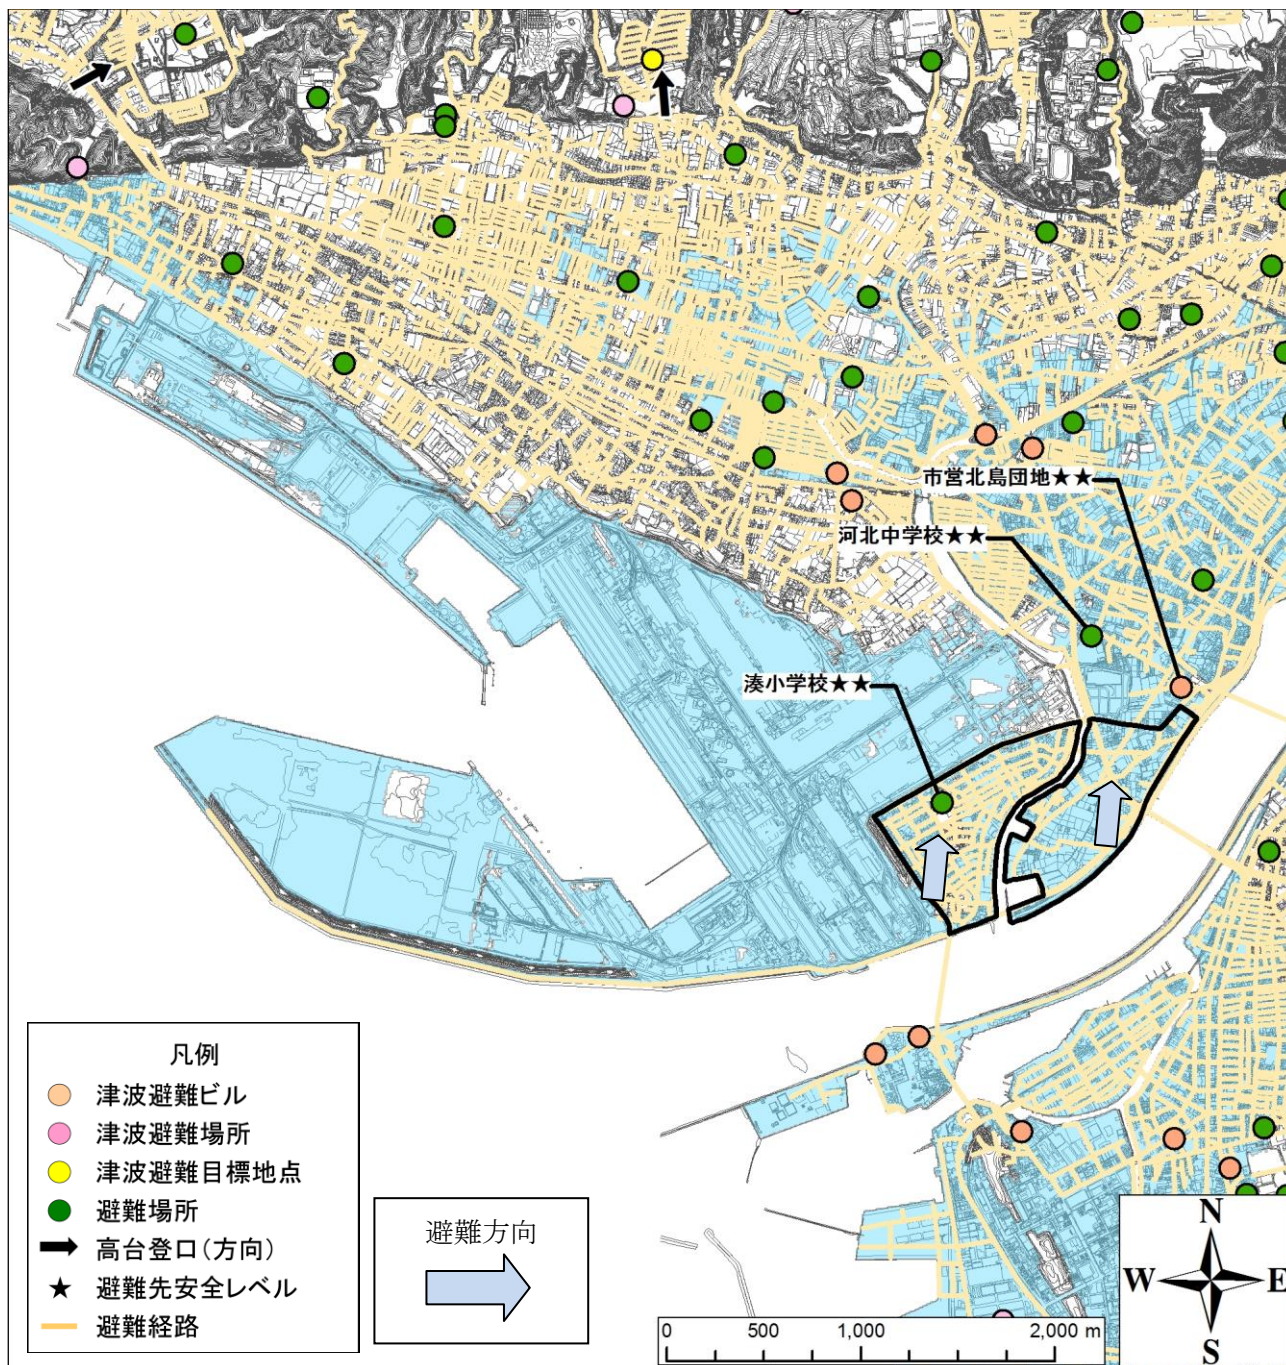 市営北島団地★★
河北中学校★★
湊小学校★★
凡例
津波避難ビル
津波避難場所
津波避難目標地点
避難場所
高台登口(方向)
★ 避難先安全レベル
避難経路
避難方向
N
W E
S
0 500 1,000 2,000 m